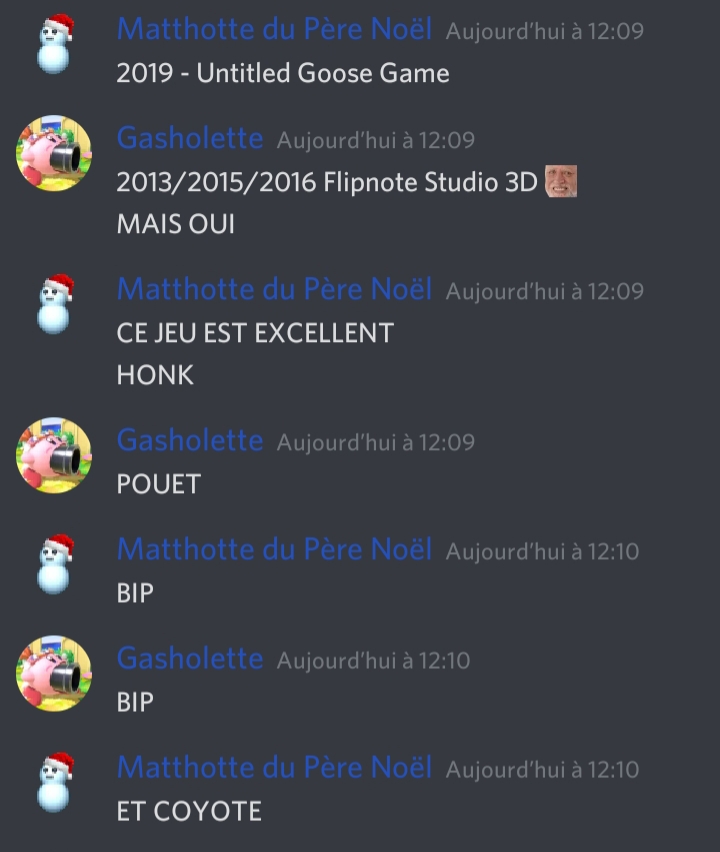 Matthotte du Père Noël Aujourd'hui à 12:09
2019 - Untitled Goose Game
Gasholette Aujourd'hui à 12:09
2013/2015/2016 Flipnote Studio 3D
MAIS OUI
Matthotte du Père Noël Aujourd'hui à 12:09
CE JEU EST EXCELLENT
HONK
Gasholette Aujourd'hui à 12:09
POUET
Matthotte du Père Noël Aujourd'hui à 12:10
BIP
Gasholette Aujourd'hui à 12:10
BIP
Matthotte du Père Noël Aujourd'hui à 12:10
ET COYOTE